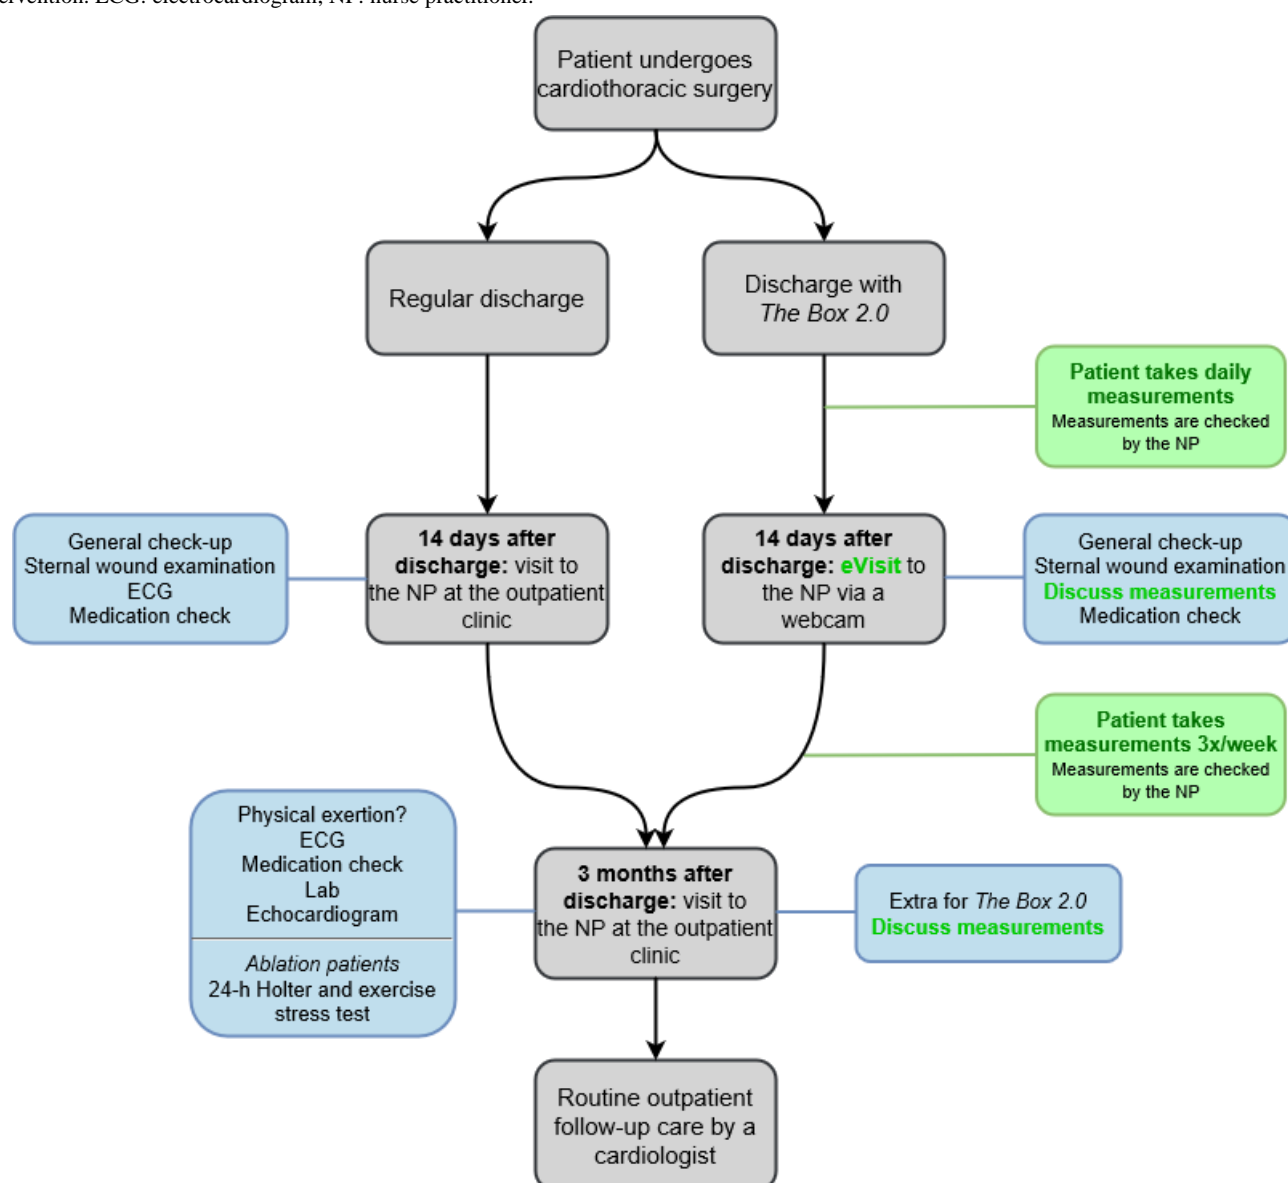 ECG: electrocardiogram; NP: nurse practitioner.
Patient undergoes
cardiothoracic surgery
Regular discharge
Discharge with
The Box 2.0
Patient takes daily
measurements
Measurements are checked
by the NP
General check-up
Sternal wound examination
ECG
Medication check
14 days after
discharge: visit to
the NP at the outpatient
clinic
14 days after
discharge: eVisit to
the NP via a
webcam
General check-up
Sternal wound examination
Discuss measurements
Medication check
Patient takes
measurements 3x/week
Measurements are checked
by the NP
Physical exertion?
ECG
Medication check
Lab
Echocardiogram
Ablation patients
24-h Holter and exercise
stress test
3 months after
discharge: visit to
the NP at the outpatient
clinic
Extra for The Box 2.0
Discuss measurements
Routine outpatient
follow-up care by a
cardiologist